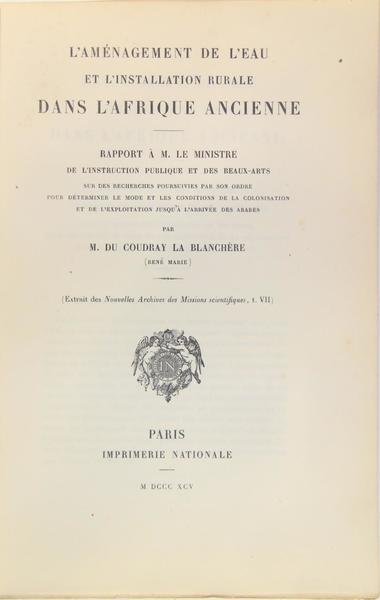 L'AMÉNAGEMENT DE L'EAU
ET L'INSTALLATION RURALE
DANS L'AFRIQUE ANCIENNE
RAPPORT À M. LE MINISTRE
DE L'INSTRUCTION PUBLIQUE ET DES BEAUX-ARTS
SUR DES RECHERCHES POURSUIVIES PAR SON ORDRE
POUR DÉTERMINER LE MODE ET LES CONDITIONS DE LA COLONISATION
ET DE L'EXPLOITATION JUSQU'À L'ARRIVÉE DES ARABES
PAR
M. DU COUDRAY LA BLANCHÈRE
(RENÉ MARIE)
(Extrait des Nouvelles Archives des Missions scientifiques, t. VII)
IN
PARIS
IMPRIMERIE NATIONALE
M DCCC XCV